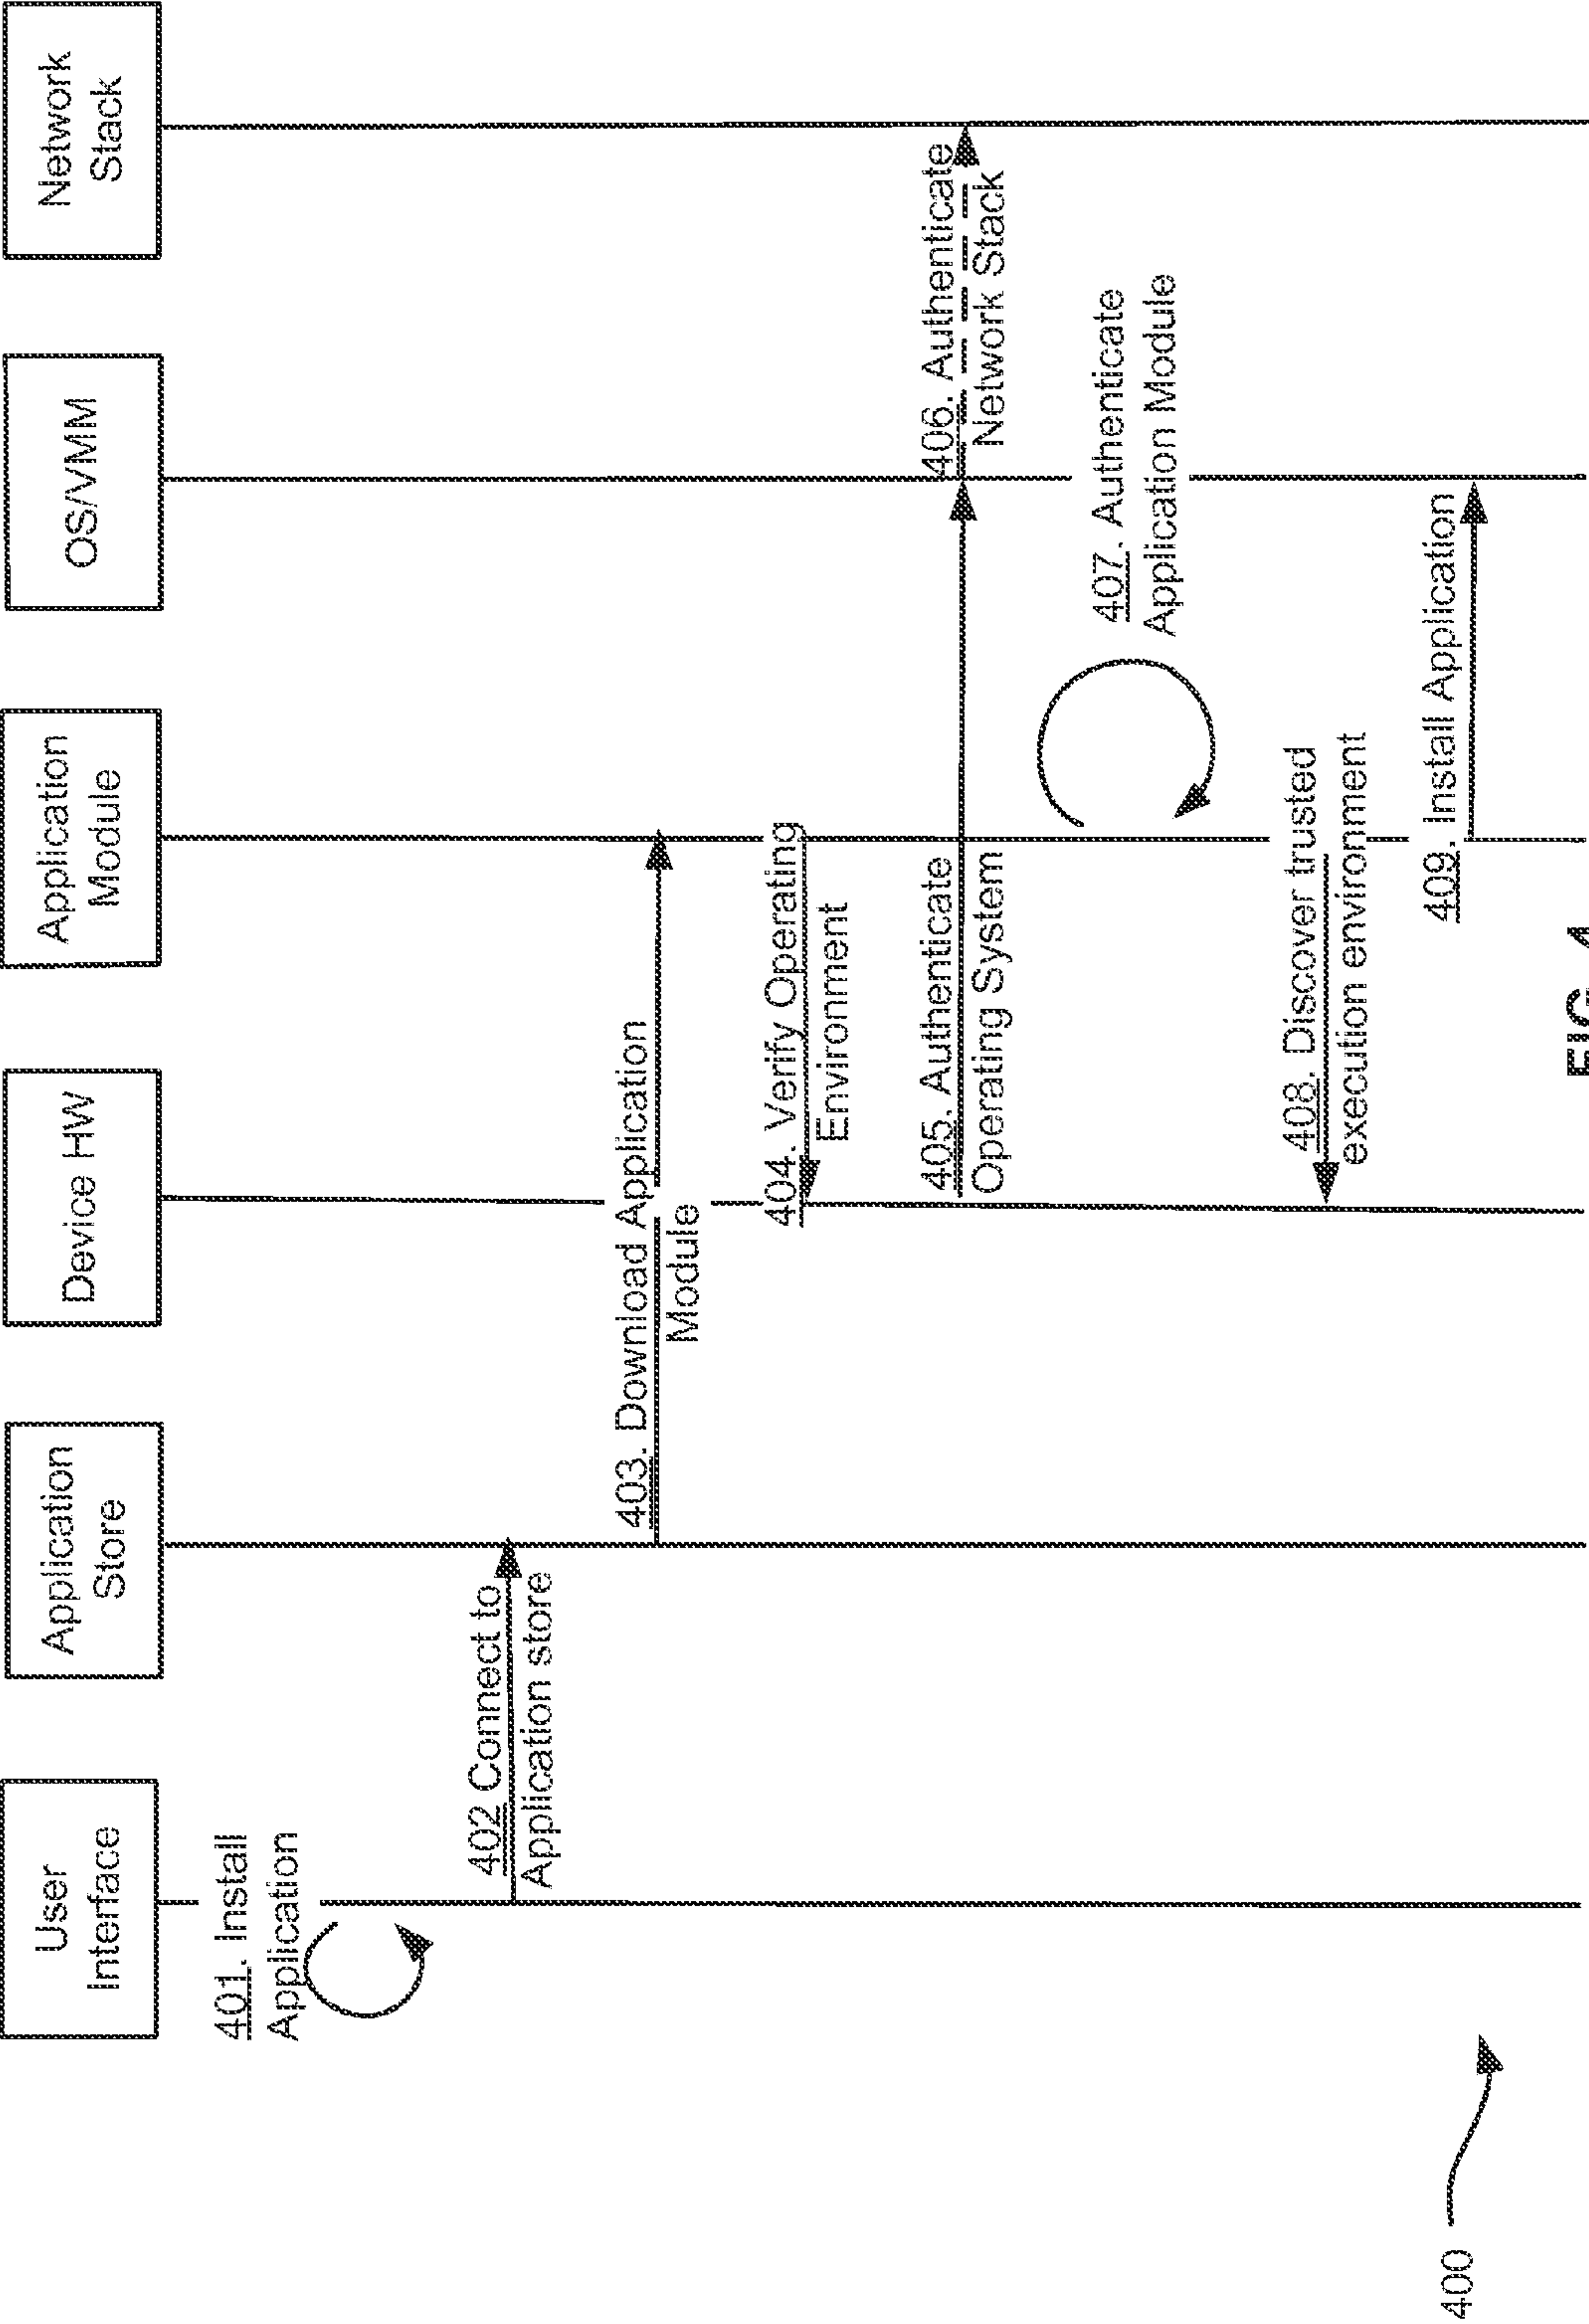 User
Interface
Application
Store
Device HW
Application
Module
OS/VMM
Network
Stack
401. Install
Application
402 Connect to
Application store
403. Download Application
Module
404. Verify Operating
Environment
405. Authenticate
Operating System
406. Authenticate
Network Stack
407. Authenticate
Application Module
408. Discover trusted
execution environment
409. Install Application
400